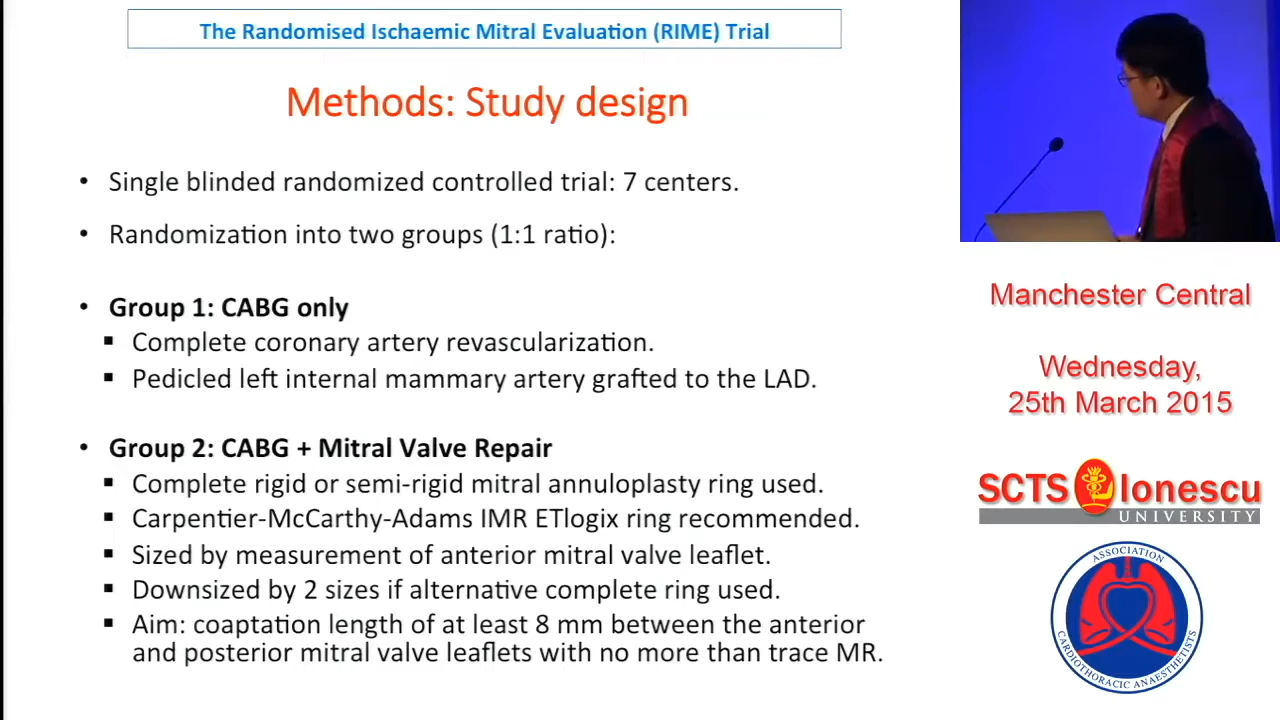 The Randomised Ischaemic Mitral Evaluation (RIME) Trial
Methods: Study design
• Single blinded randomized controlled trial: 7 centers.
• Randomization into two groups (1:1 ratio):
• Group 1: CABG only
▪ Complete coronary artery revascularization.
▪ Pedicled left internal mammary artery grafted to the LAD.
• Group 2: CABG + Mitral Valve Repair
▪ Complete rigid or semi-rigid mitral annuloplasty ring used.
▪ Carpentier-McCarthy-Adams IMR ETlogix ring recommended.
▪ Sized by measurement of anterior mitral valve leaflet.
▪ Downsized by 2 sizes if alternative complete ring used.
▪ Aim: coaptation length of at least 8 mm between the anterior
and posterior mitral valve leaflets with no more than trace MR.
Manchester Central
Wednesday,
25th March 2015
SCTS Ionescu
UNIVERSITY
ASSOCIATION
CARDIOTHORACIC ANAESTHETISTS